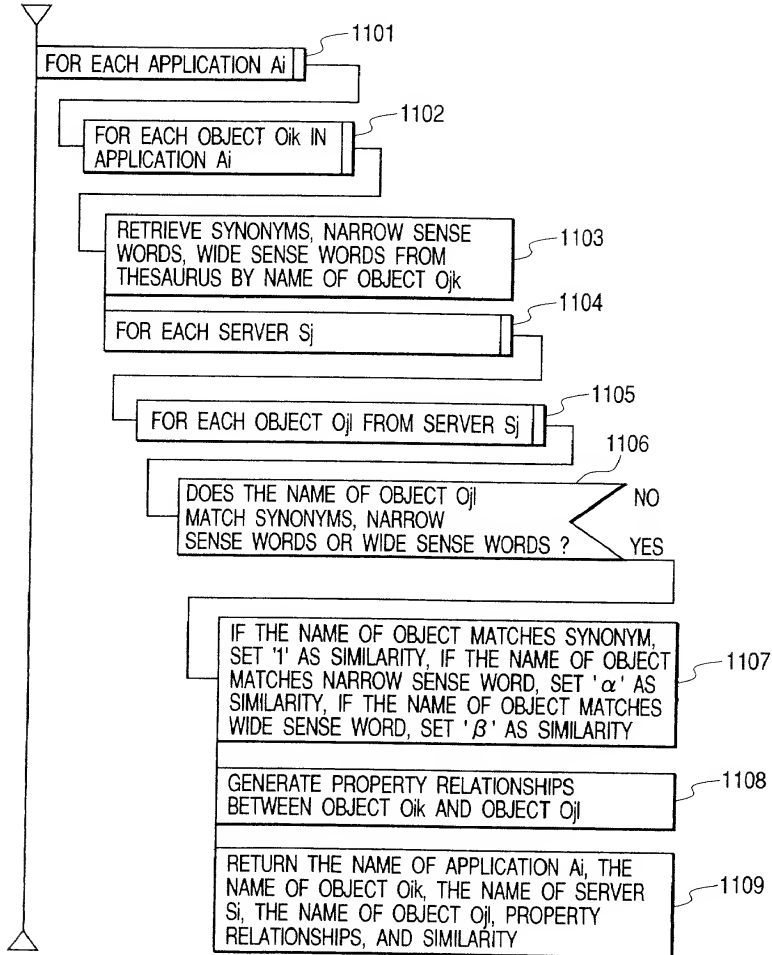 1101
FOR EACH APPLICATION Ai
1102
FOR EACH OBJECT Oik IN
APPLICATION Ai
RETRIEVE SYNONYMS, NARROW SENSE
WORDS, WIDE SENSE WORDS FROM
THESAURUS BY NAME OF OBJECT Ojk
1103
1104
FOR EACH SERVER Sj
1105
FOR EACH OBJECT Ojl FROM SERVER Sj
1106
DOES THE NAME OF OBJECT Ojl
MATCH SYNONYMS, NARROW
SENSE WORDS OR WIDE SENSE WORDS ?
NO
YES
IF THE NAME OF OBJECT MATCHES SYNONYM,
SET '1' AS SIMILARITY, IF THE NAME OF OBJECT
MATCHES NARROW SENSE WORD, SET 'α' AS
SIMILARITY, IF THE NAME OF OBJECT MATCHES
WIDE SENSE WORD, SET 'β' AS SIMILARITY
1107
GENERATE PROPERTY RELATIONSHIPS
BETWEEN OBJECT Oik AND OBJECT Ojl
1108
RETURN THE NAME OF APPLICATION Ai, THE
NAME OF OBJECT Oik, THE NAME OF SERVER
Si, THE NAME OF OBJECT Ojl, PROPERTY
RELATIONSHIPS, AND SIMILARITY
1109